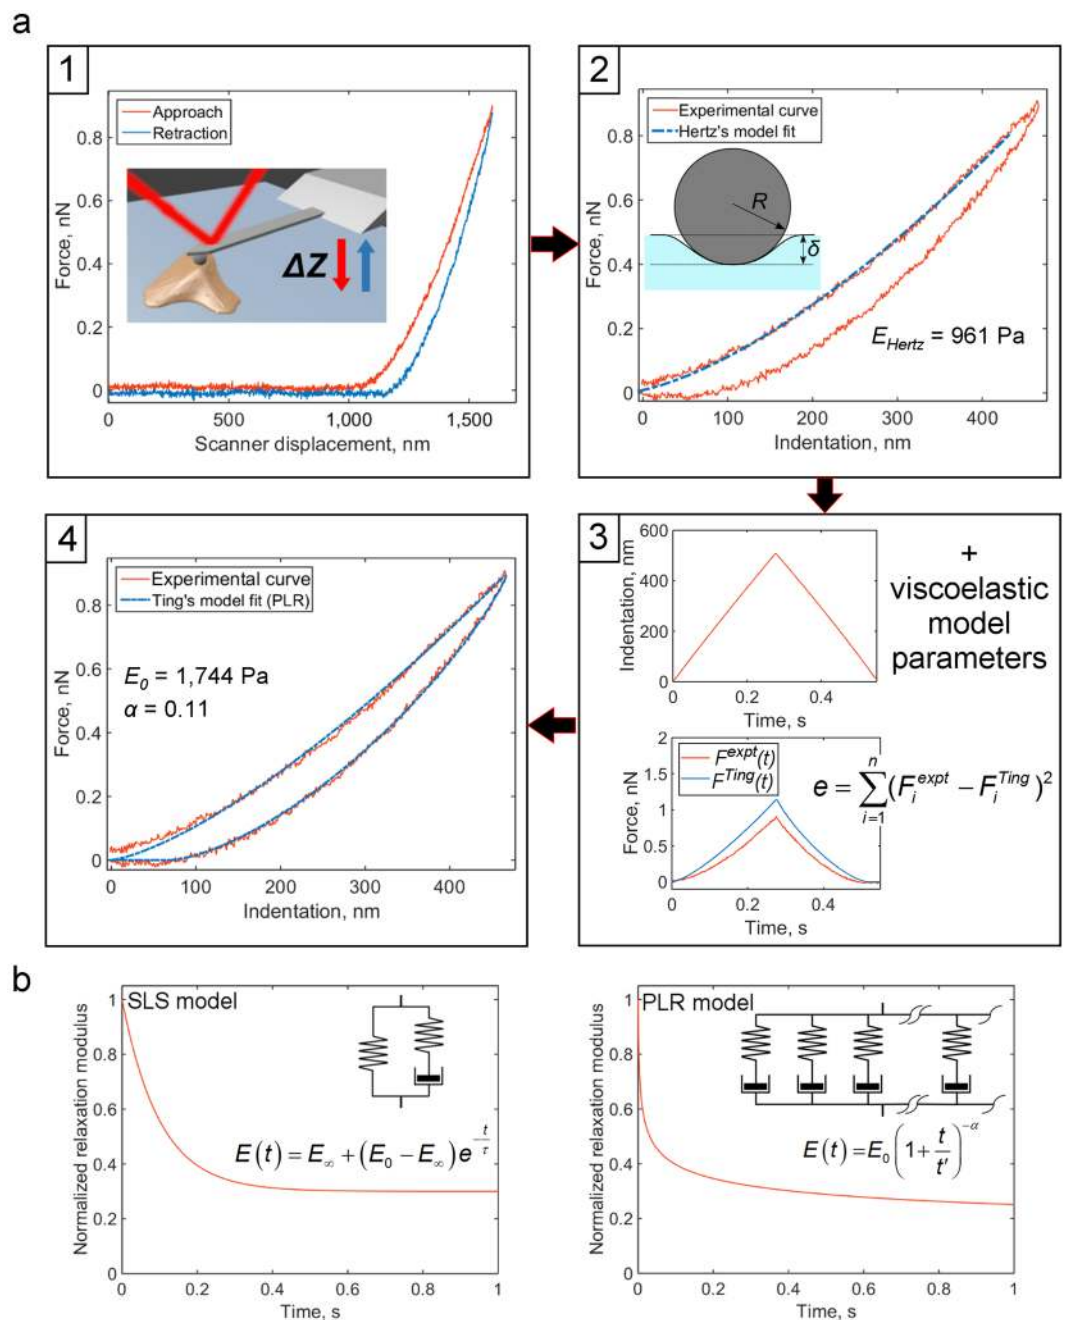 a
1
Approach
Retraction
ΔZ
Force, nN
0.8
0.6
0.4
0.2
0
0
500
1,000
1,500
Scanner displacement, nm
2
Experimental curve
Hertz's model fit
R
δ
E_Hertz = 961 Pa
Force, nN
0.8
0.6
0.4
0.2
0
0
100
200
300
400
Indentation, nm
4
Experimental curve
Ting's model fit (PLR)
E₀ = 1,744 Pa
α = 0.11
Force, nN
0.8
0.6
0.4
0.2
0
0
100
200
300
400
Indentation, nm
3
Indentation, nm
600
400
200
0
0
0.2
0.4
Time, s
+
viscoelastic
model
parameters
F^expt(t)
F^Ting(t)
e = \sum_{i=1}^{n}(F_i^{expt} − F_i^{Ting})^2
Force, nN
2
1.5
1
0.5
0
0
0.2
0.4
Time, s
b
SLS model
E(t) = E_∞ + (E_0 − E_∞)e^{-\frac{t}{τ}}
Normalized relaxation modulus
1
0.8
0.6
0.4
0.2
0
0
0.2
0.4
0.6
0.8
1
Time, s
PLR model
E(t) = E_0(1 + \frac{t}{t'})^{−α}
Normalized relaxation modulus
1
0.8
0.6
0.4
0.2
0
0
0.2
0.4
0.6
0.8
1
Time, s